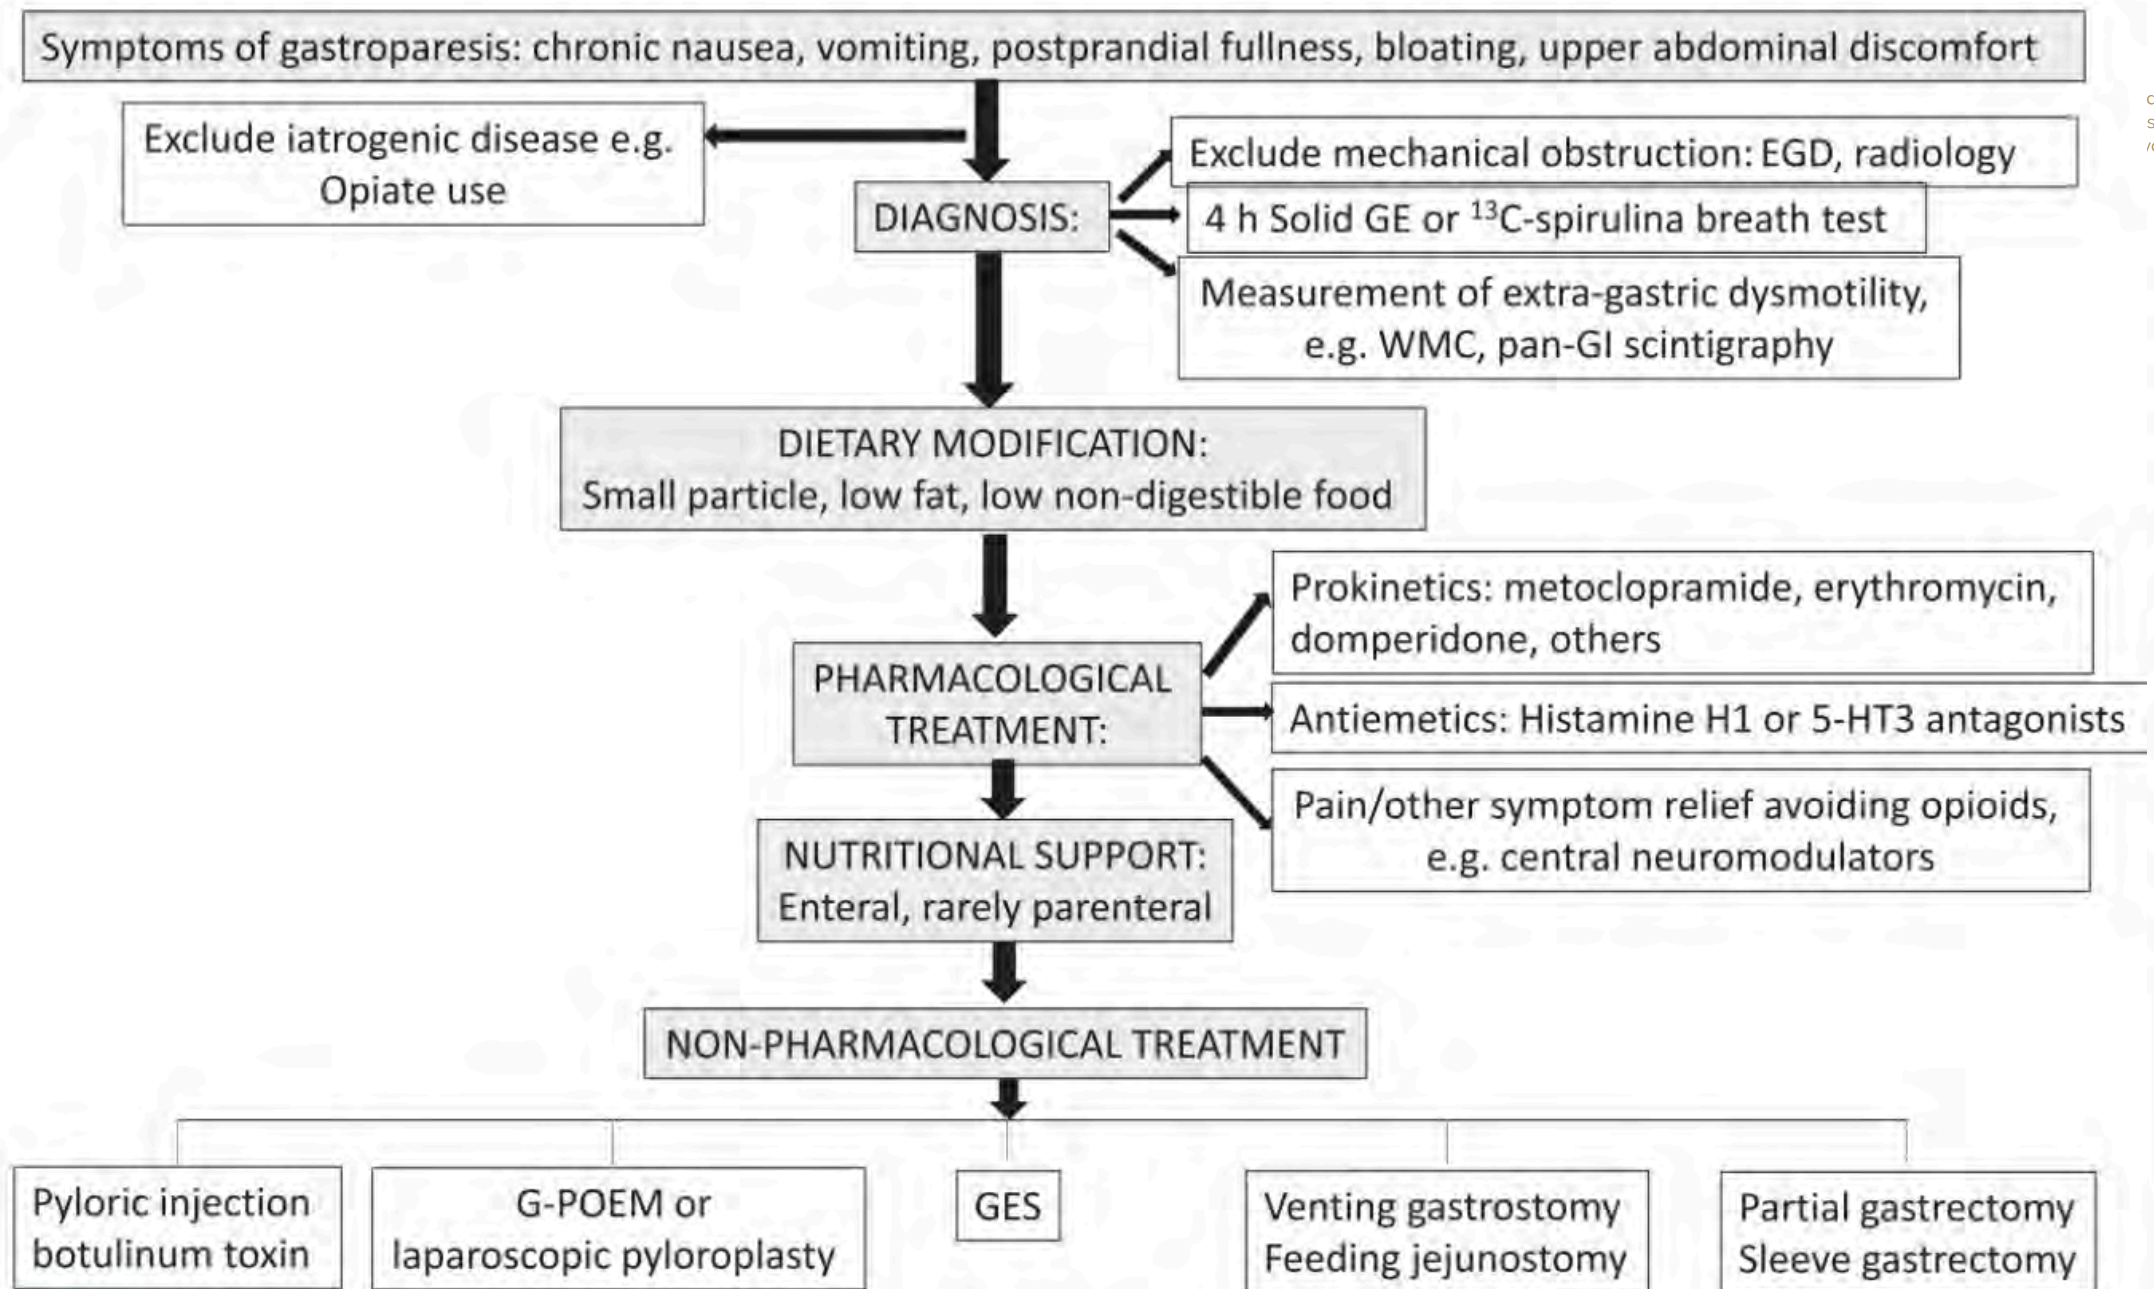 Symptoms of gastroparesis: chronic nausea, vomiting, postprandial fullness, bloating, upper abdominal discomfort
Exclude iatrogenic disease e.g.
Opiate use
DIAGNOSIS:
Exclude mechanical obstruction: EGD, radiology
4 h Solid GE or ¹³C-spirulina breath test
Measurement of extra-gastric dysmotility,
e.g. WMC, pan-GI scintigraphy
DIETARY MODIFICATION:
Small particle, low fat, low non-digestible food
PHARMACOLOGICAL
TREATMENT:
Prokinetics: metoclopramide, erythromycin,
domperidone, others
Antiemetics: Histamine H1 or 5-HT3 antagonists
Pain/other symptom relief avoiding opioids,
e.g. central neuromodulators
NUTRITIONAL SUPPORT:
Enteral, rarely parenteral
NON-PHARMACOLOGICAL TREATMENT
Pyloric injection
botulinum toxin
G-POEM or
laparoscopic pyloroplasty
GES
Venting gastrostomy
Feeding jejunostomy
Partial gastrectomy
Sleeve gastrectomy